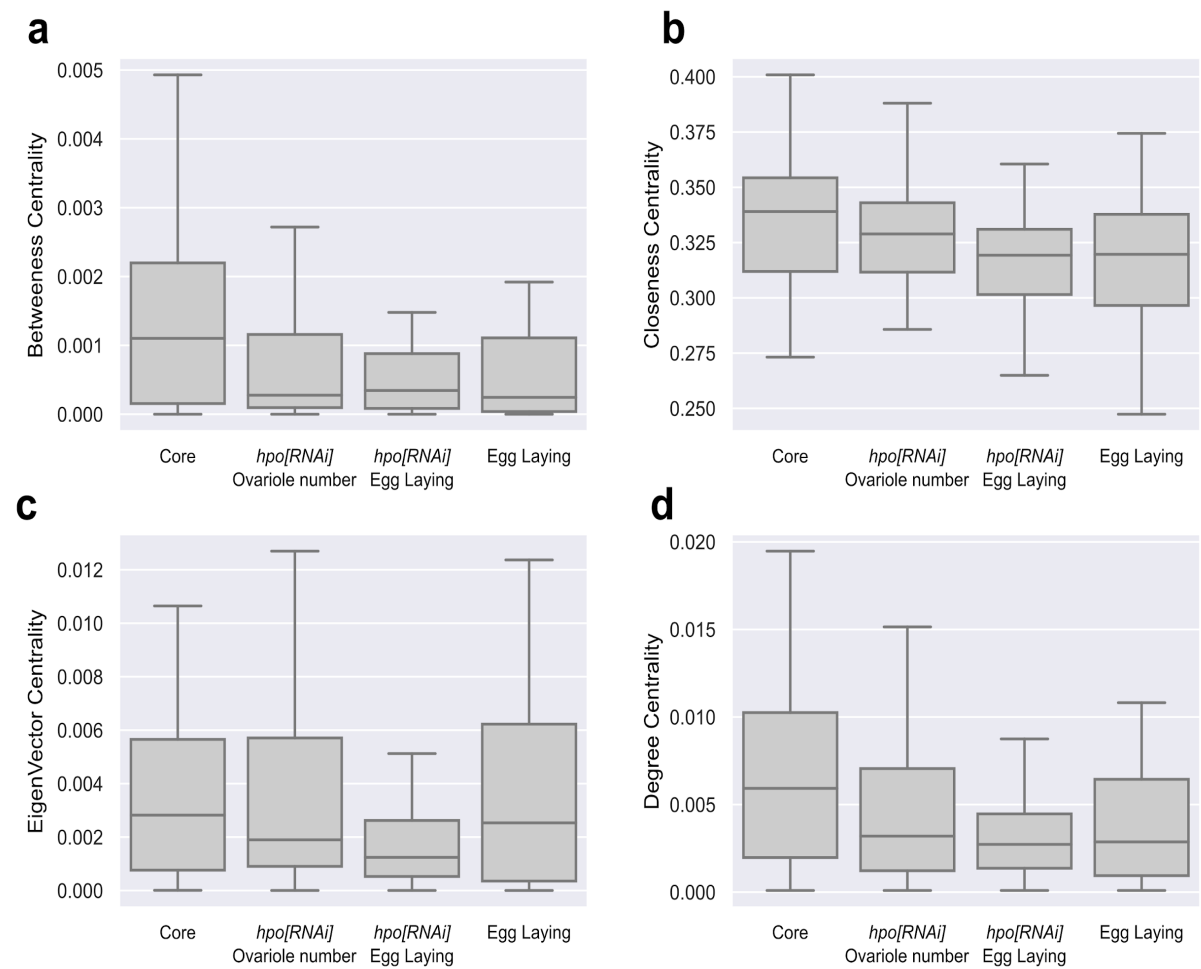 a
Betweeness Centrality
0.005
0.004
0.003
0.002
0.001
0.000
Core
hpo[RNAi]
Ovariole number
hpo[RNAi]
Egg Laying
Egg Laying
b
Closeness Centrality
0.400
0.375
0.350
0.325
0.300
0.275
0.250
Core
hpo[RNAi]
Ovariole number
hpo[RNAi]
Egg Laying
Egg Laying
c
EigenVector Centrality
0.012
0.010
0.008
0.006
0.004
0.002
0.000
Core
hpo[RNAi]
Ovariole number
hpo[RNAi]
Egg Laying
Egg Laying
d
Degree Centrality
0.020
0.015
0.010
0.005
0.000
Core
hpo[RNAi]
Ovariole number
hpo[RNAi]
Egg Laying
Egg Laying